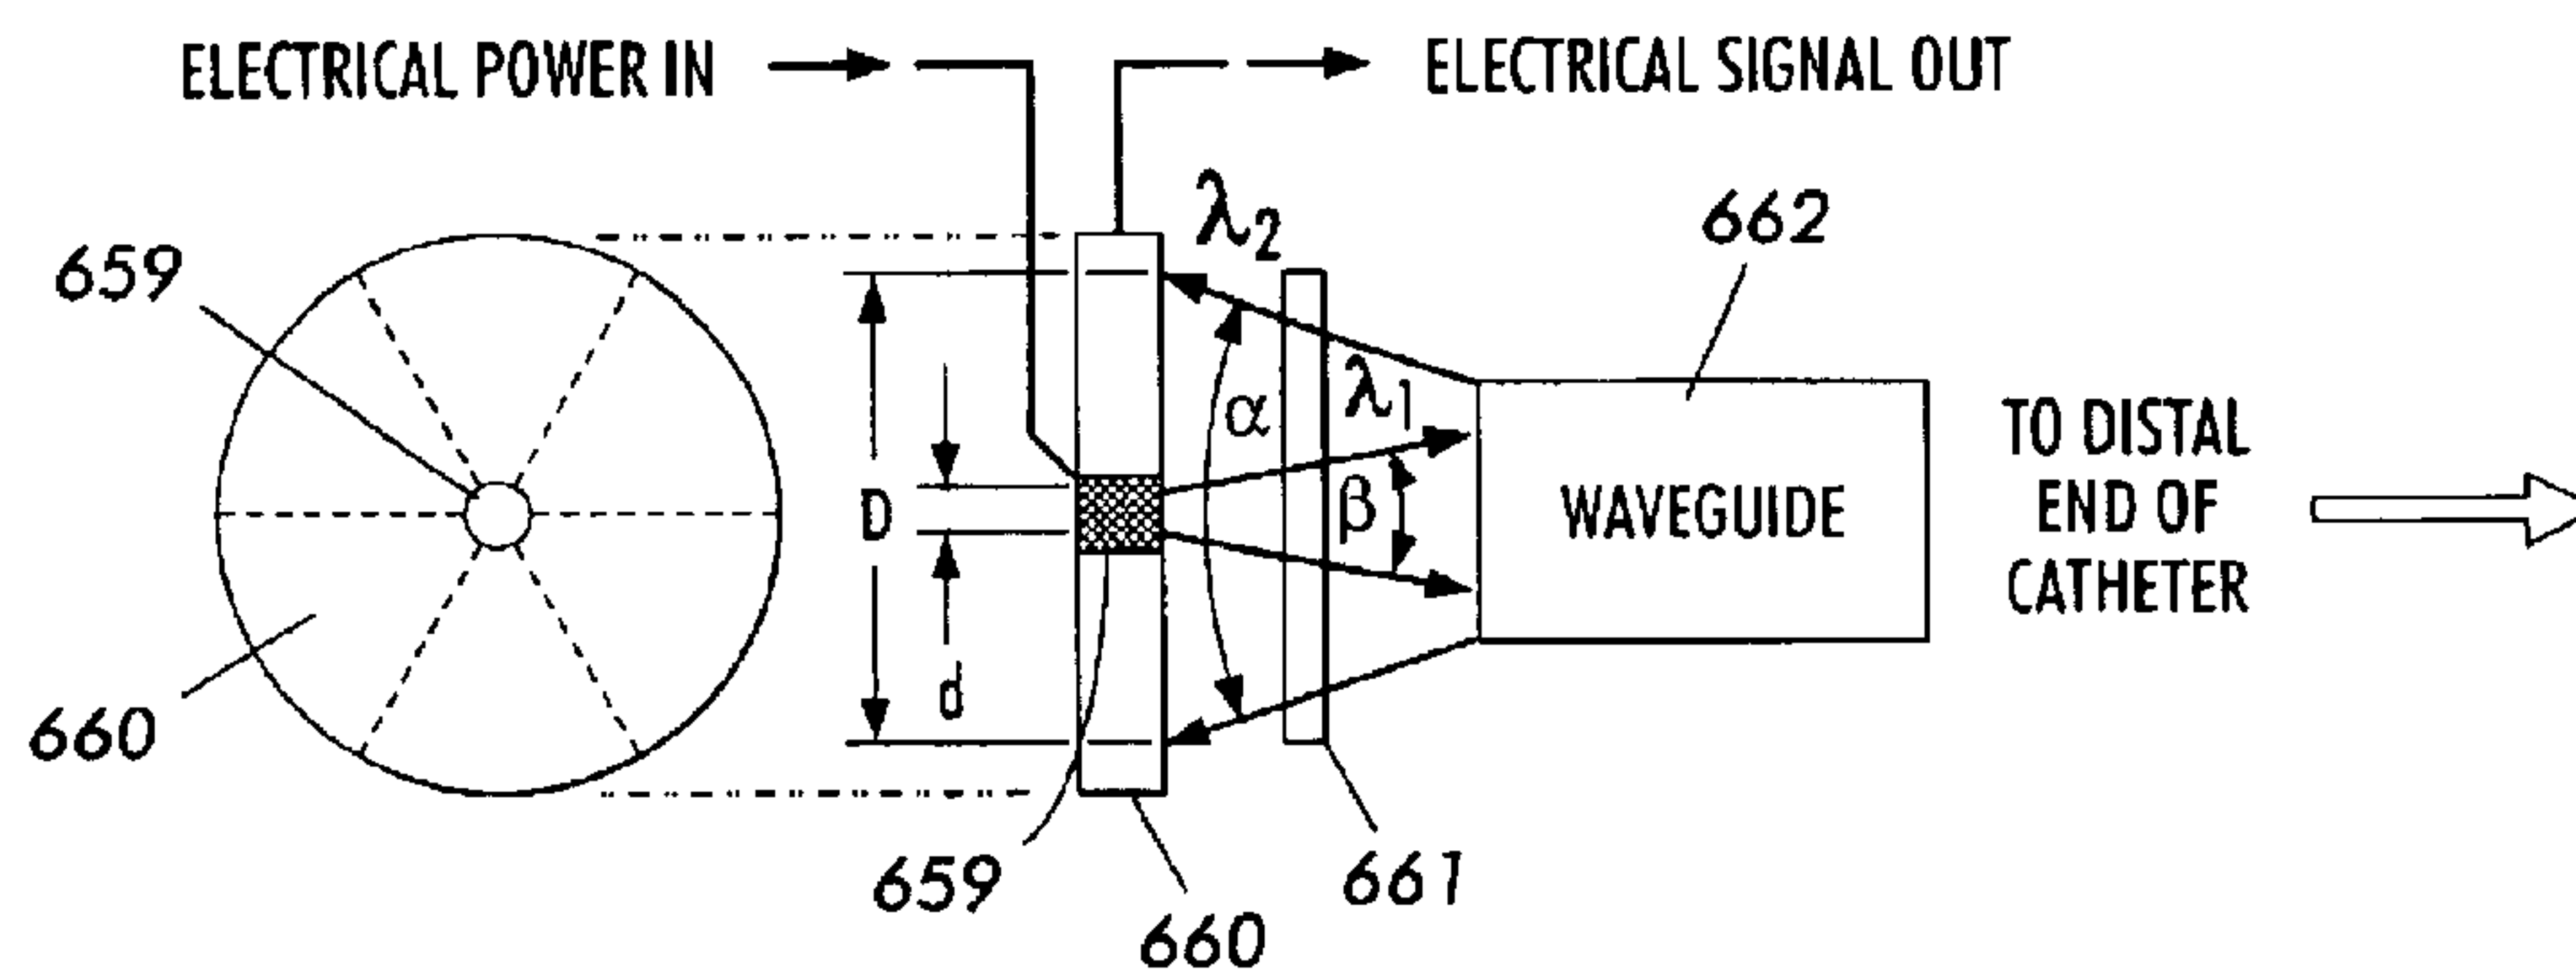 ELECTRICAL POWER IN
ELECTRICAL SIGNAL OUT
λ2
662
659
α
λ1
D
β
WAVEGUIDE
TO DISTAL
END OF
CATHETER
d
660
659
661
660